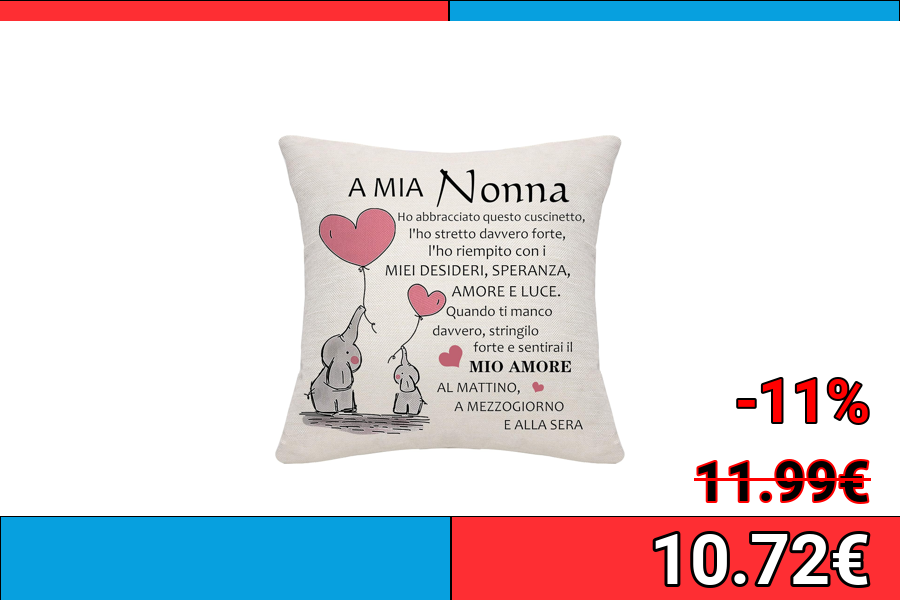 A MIA Nonna
Ho abbracciato questo cuscinetto,
l'ho stretto davvero forte,
l'ho riempito con i
MIEI DESIDERI, SPERANZA,
AMORE E LUCE.
Quando ti manco
davvero, stringilo
forte e sentirai il
MIO AMORE
AL MATTINO,
A MEZZOGIORNO
E ALLA SERA
-11%
11.99€
10.72€